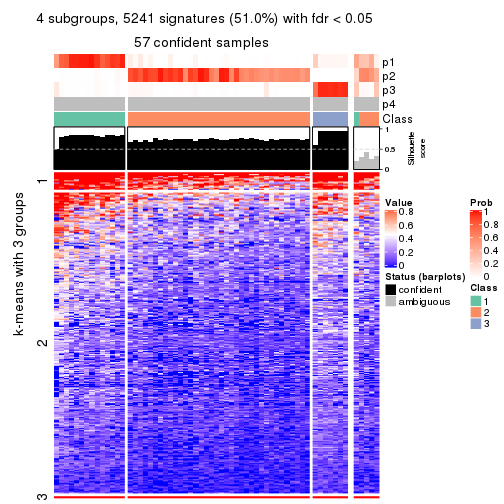 4 subgroups, 5241 signatures (51.0%) with fdr < 0.05
57 confident samples
p1
p2
p3
p4
Class
1
0.5
0
Silhouette
score
k-means with 3 groups
1
2
3
Value
0.8
0.6
0.4
0.2
0
Status (barplots)
confident
ambiguous
Prob
1
0.8
0.6
0.4
0.2
0
Class
1
2
3